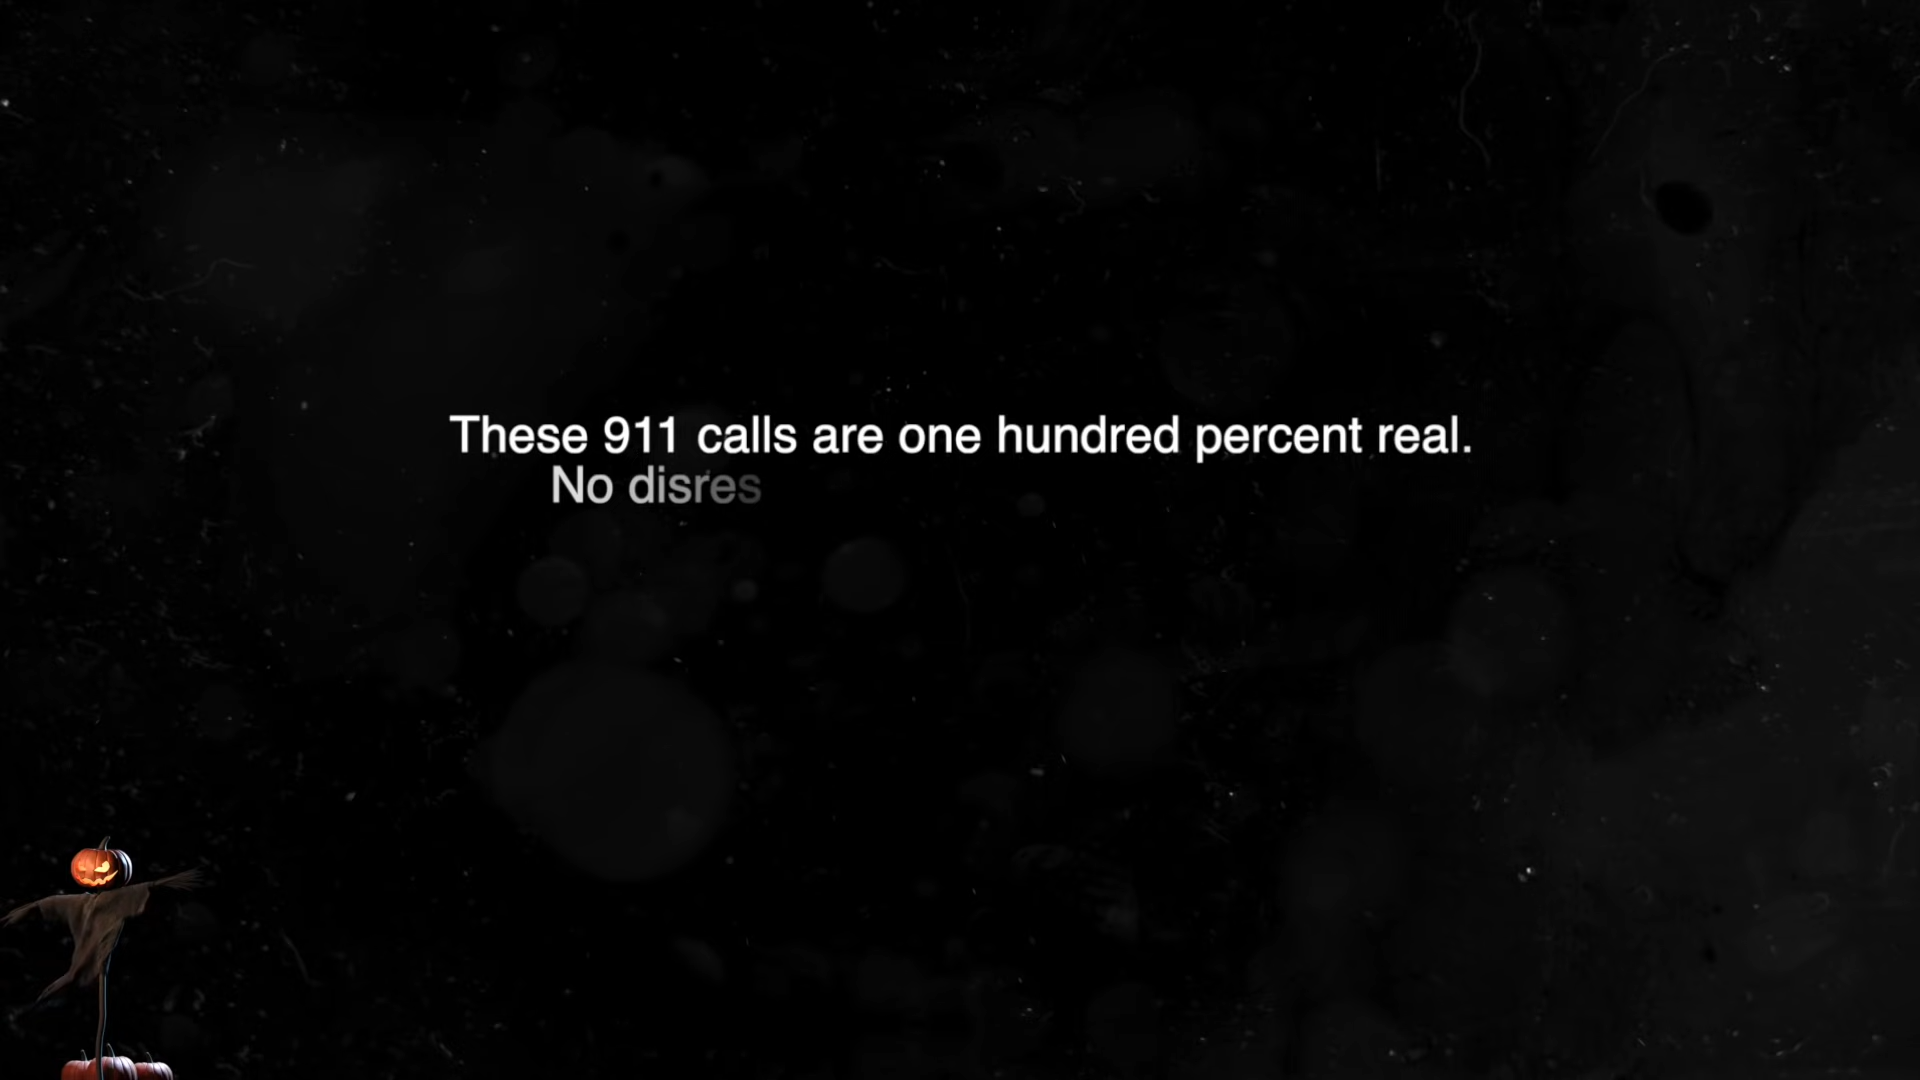 These 911 calls are one hundred percent real.
No disres